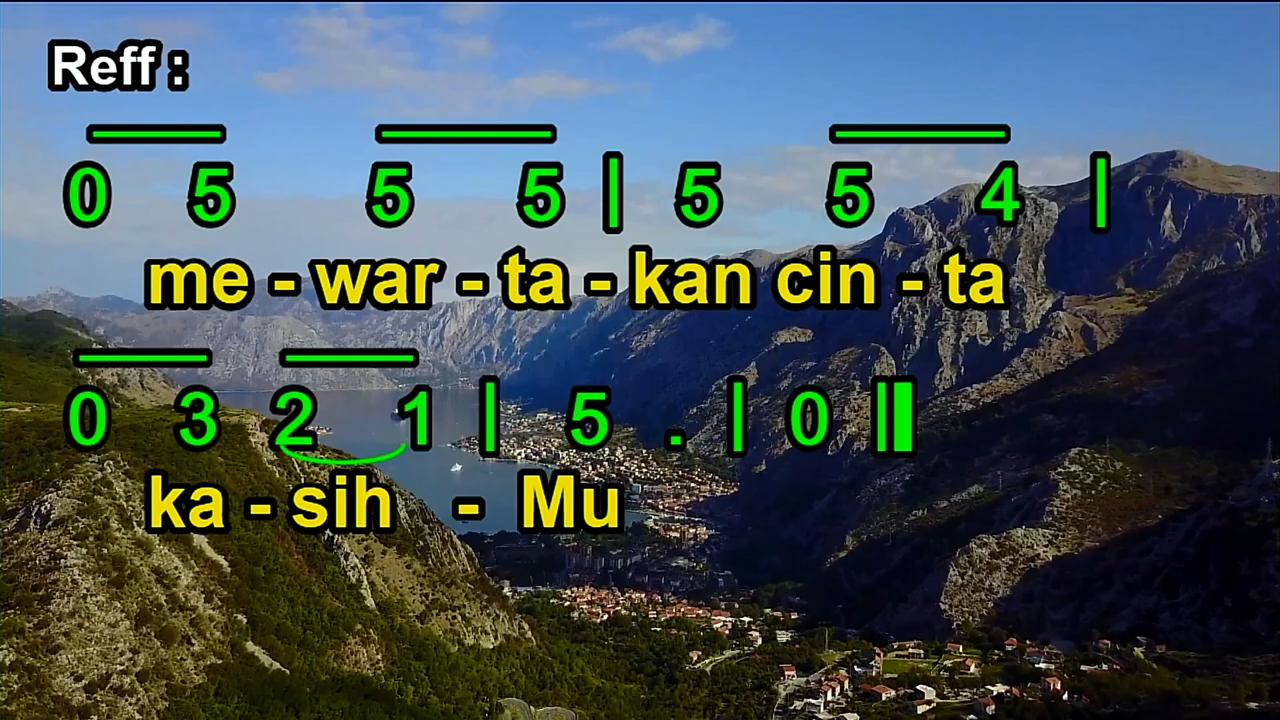 Reff :
0 5 5 5 | 5 5 4 |
me - war - ta - kan cin - ta
0 3 2 1 | 5 . | 0 ||
ka - sih - Mu